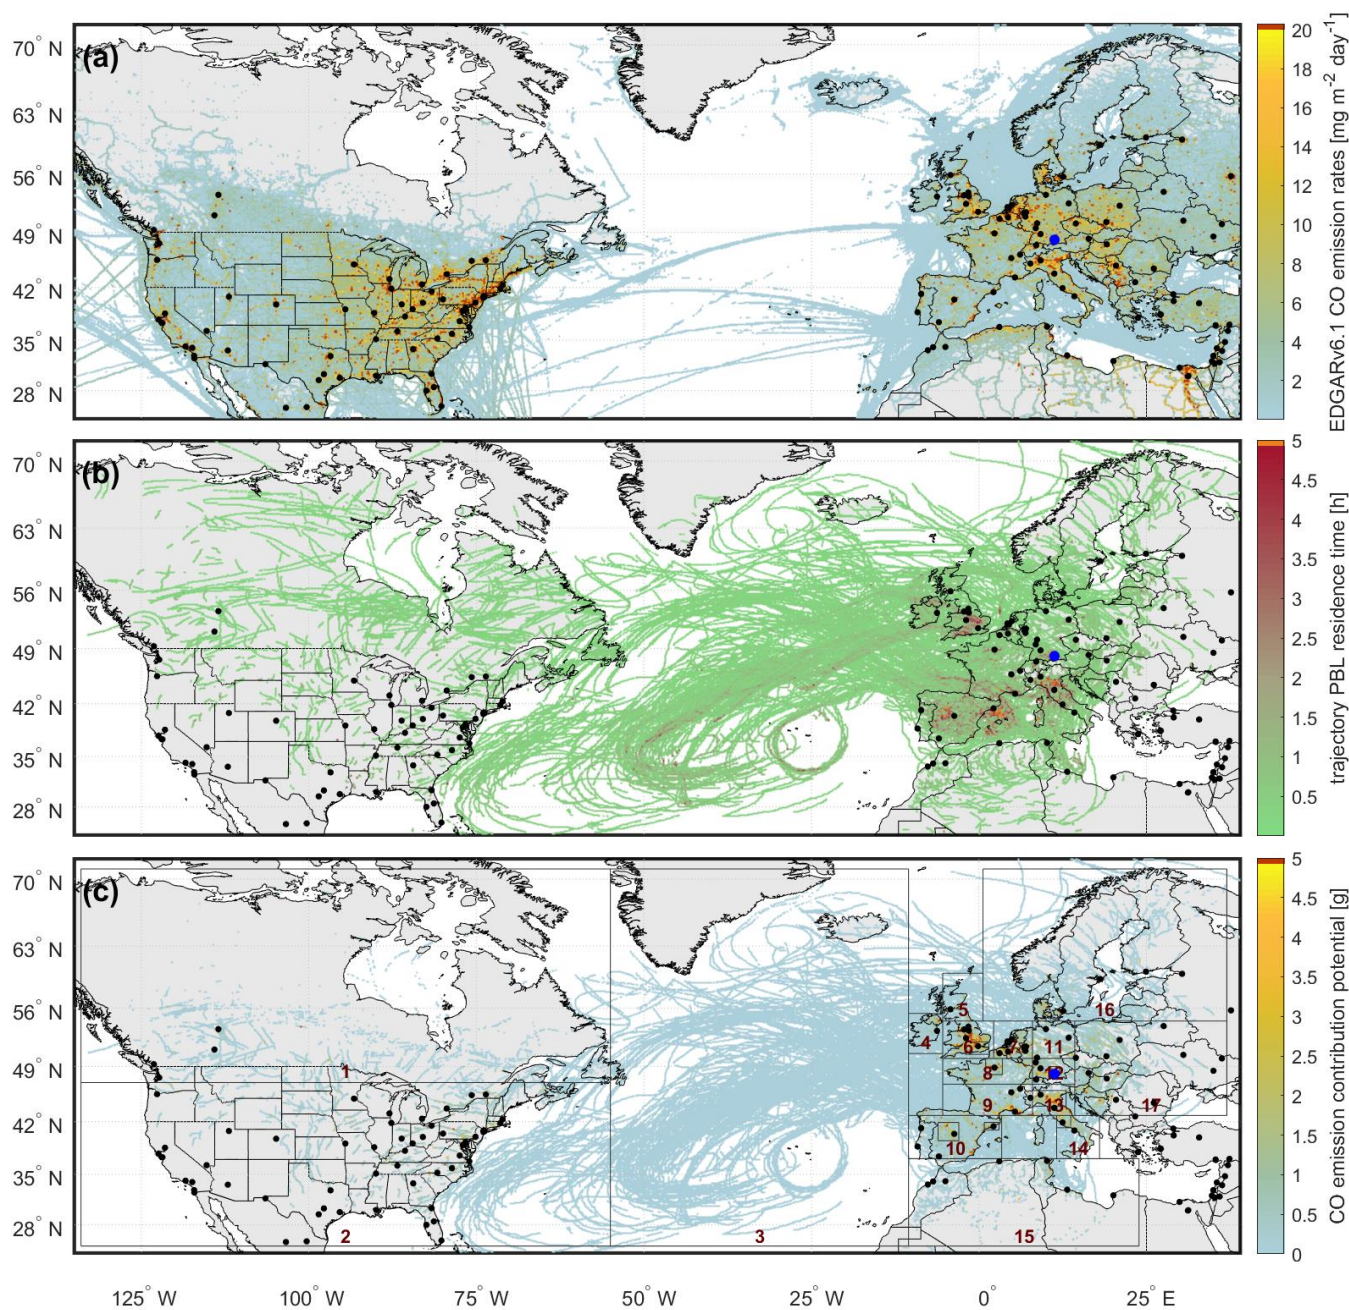 (a)
70° N
63° N
56° N
49° N
42° N
35° N
28° N
20
18
16
14
12
10
8
6
4
2
EDGARv6.1 CO emission rates [mg m⁻² day⁻¹]
(b)
70° N
63° N
56° N
49° N
42° N
35° N
28° N
5
4.5
4
3.5
3
2.5
2
1.5
1
0.5
trajectory PBL residence time [h]
(c)
70° N
63° N
56° N
49° N
42° N
35° N
28° N
1
2
3
4
5
6
7
8
9
10
11
12
13
14
15
16
17
5
4.5
4
3.5
3
2.5
2
1.5
1
0.5
0
CO emission contribution potential [g]
125° W
100° W
75° W
50° W
25° W
0°
25° E